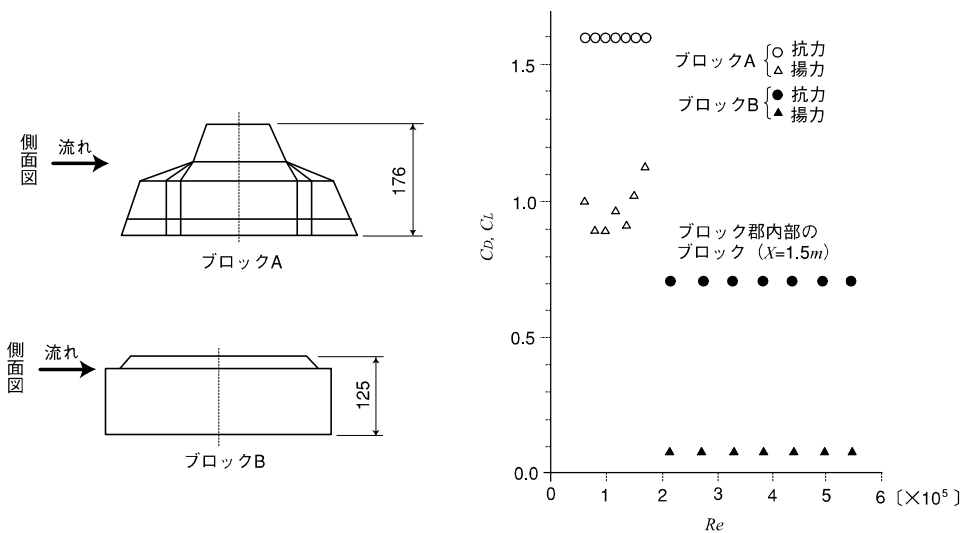 側面図
流れ
176
ブロックA
側面図
流れ
125
ブロックB
ブロックA
抗力
揚力
ブロックB
抗力
揚力
ブロック郡内部の
ブロック（X=1.5m）
C_D, C_L
1.5
1.0
0.5
0.0
0 1 2 3 4 5 6〔×10⁵〕
Re